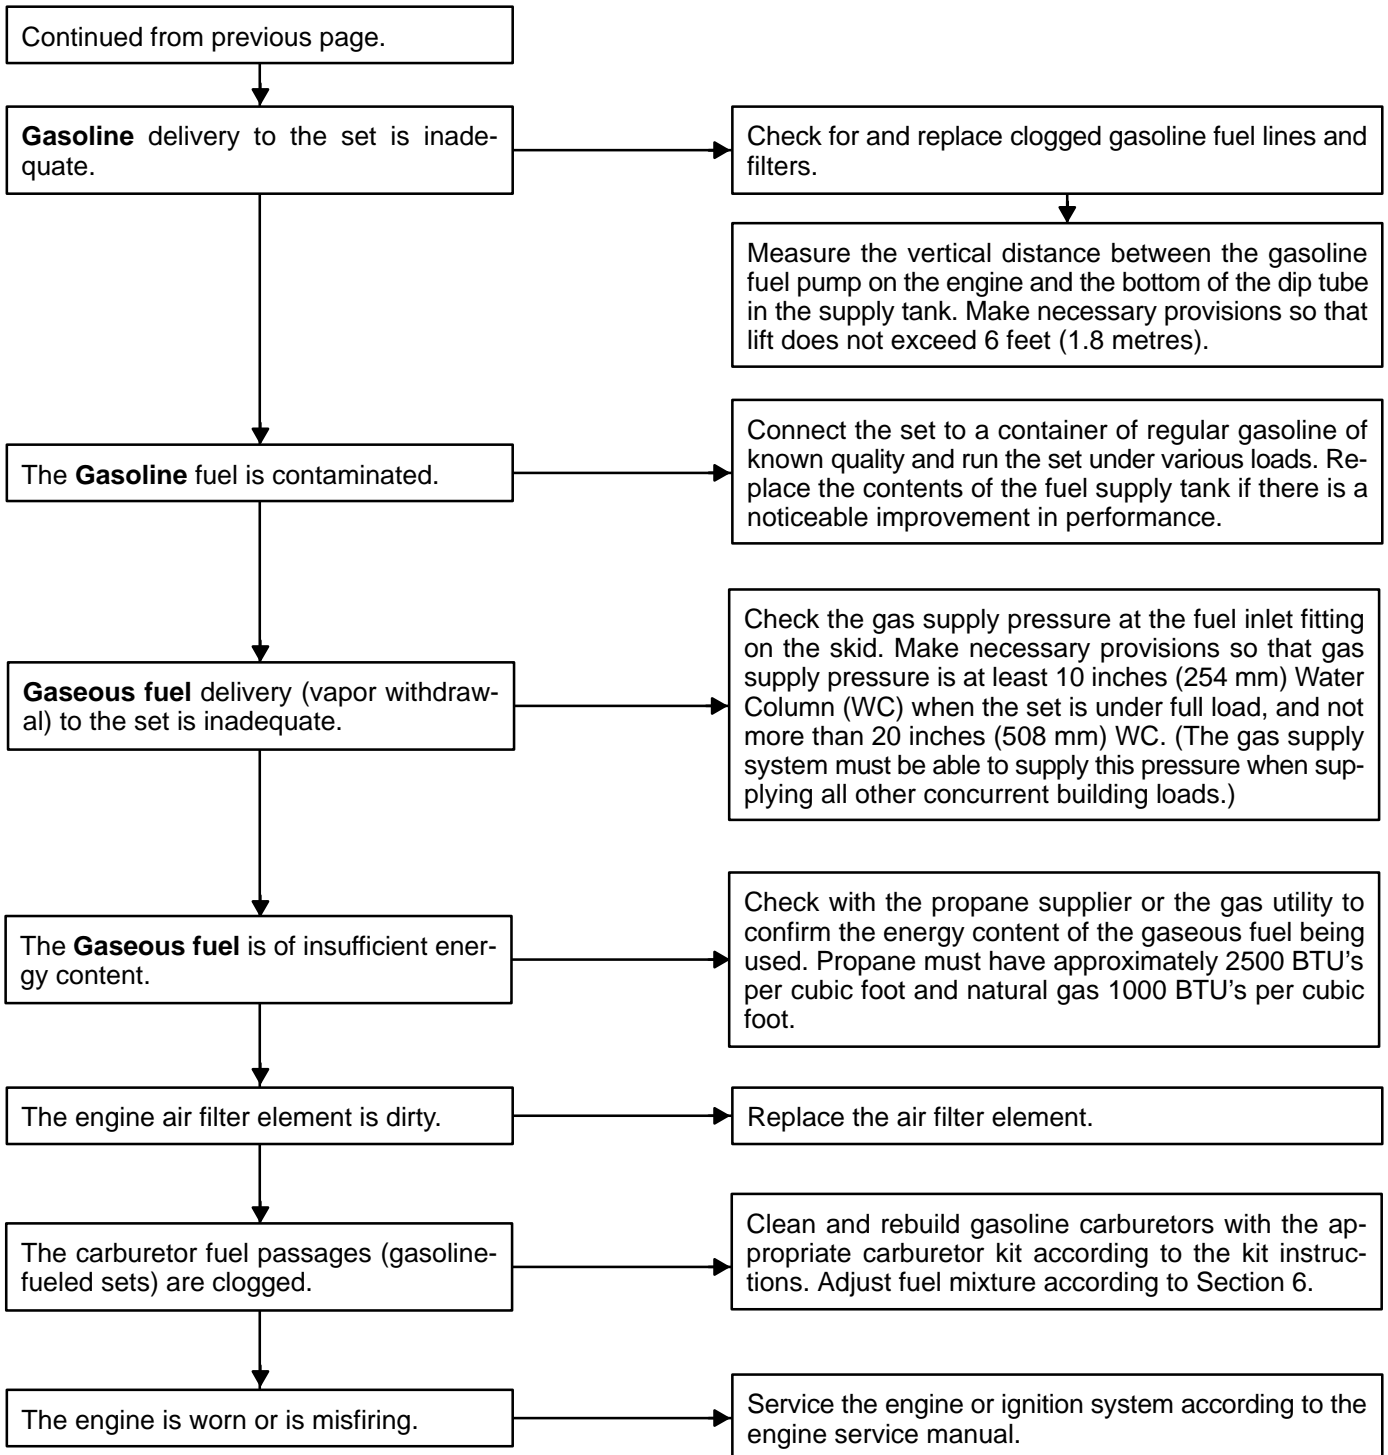 Continued from previous page.
Gasoline delivery to the set is inade-
quate.
Check for and replace clogged gasoline fuel lines and
filters.
Measure the vertical distance between the gasoline
fuel pump on the engine and the bottom of the dip tube
in the supply tank. Make necessary provisions so that
lift does not exceed 6 feet (1.8 metres).
The Gasoline fuel is contaminated.
Connect the set to a container of regular gasoline of
known quality and run the set under various loads. Re-
place the contents of the fuel supply tank if there is a
noticeable improvement in performance.
Gaseous fuel delivery (vapor withdraw-
al) to the set is inadequate.
Check the gas supply pressure at the fuel inlet fitting
on the skid. Make necessary provisions so that gas
supply pressure is at least 10 inches (254 mm) Water
Column (WC) when the set is under full load, and not
more than 20 inches (508 mm) WC. (The gas supply
system must be able to supply this pressure when sup-
plying all other concurrent building loads.)
The Gaseous fuel is of insufficient ener-
gy content.
Check with the propane supplier or the gas utility to
confirm the energy content of the gaseous fuel being
used. Propane must have approximately 2500 BTU's
per cubic foot and natural gas 1000 BTU's per cubic
foot.
The engine air filter element is dirty.
Replace the air filter element.
The carburetor fuel passages (gasoline-
fueled sets) are clogged.
Clean and rebuild gasoline carburetors with the ap-
propriate carburetor kit according to the kit instruc-
tions. Adjust fuel mixture according to Section 6.
The engine is worn or is misfiring.
Service the engine or ignition system according to the
engine service manual.